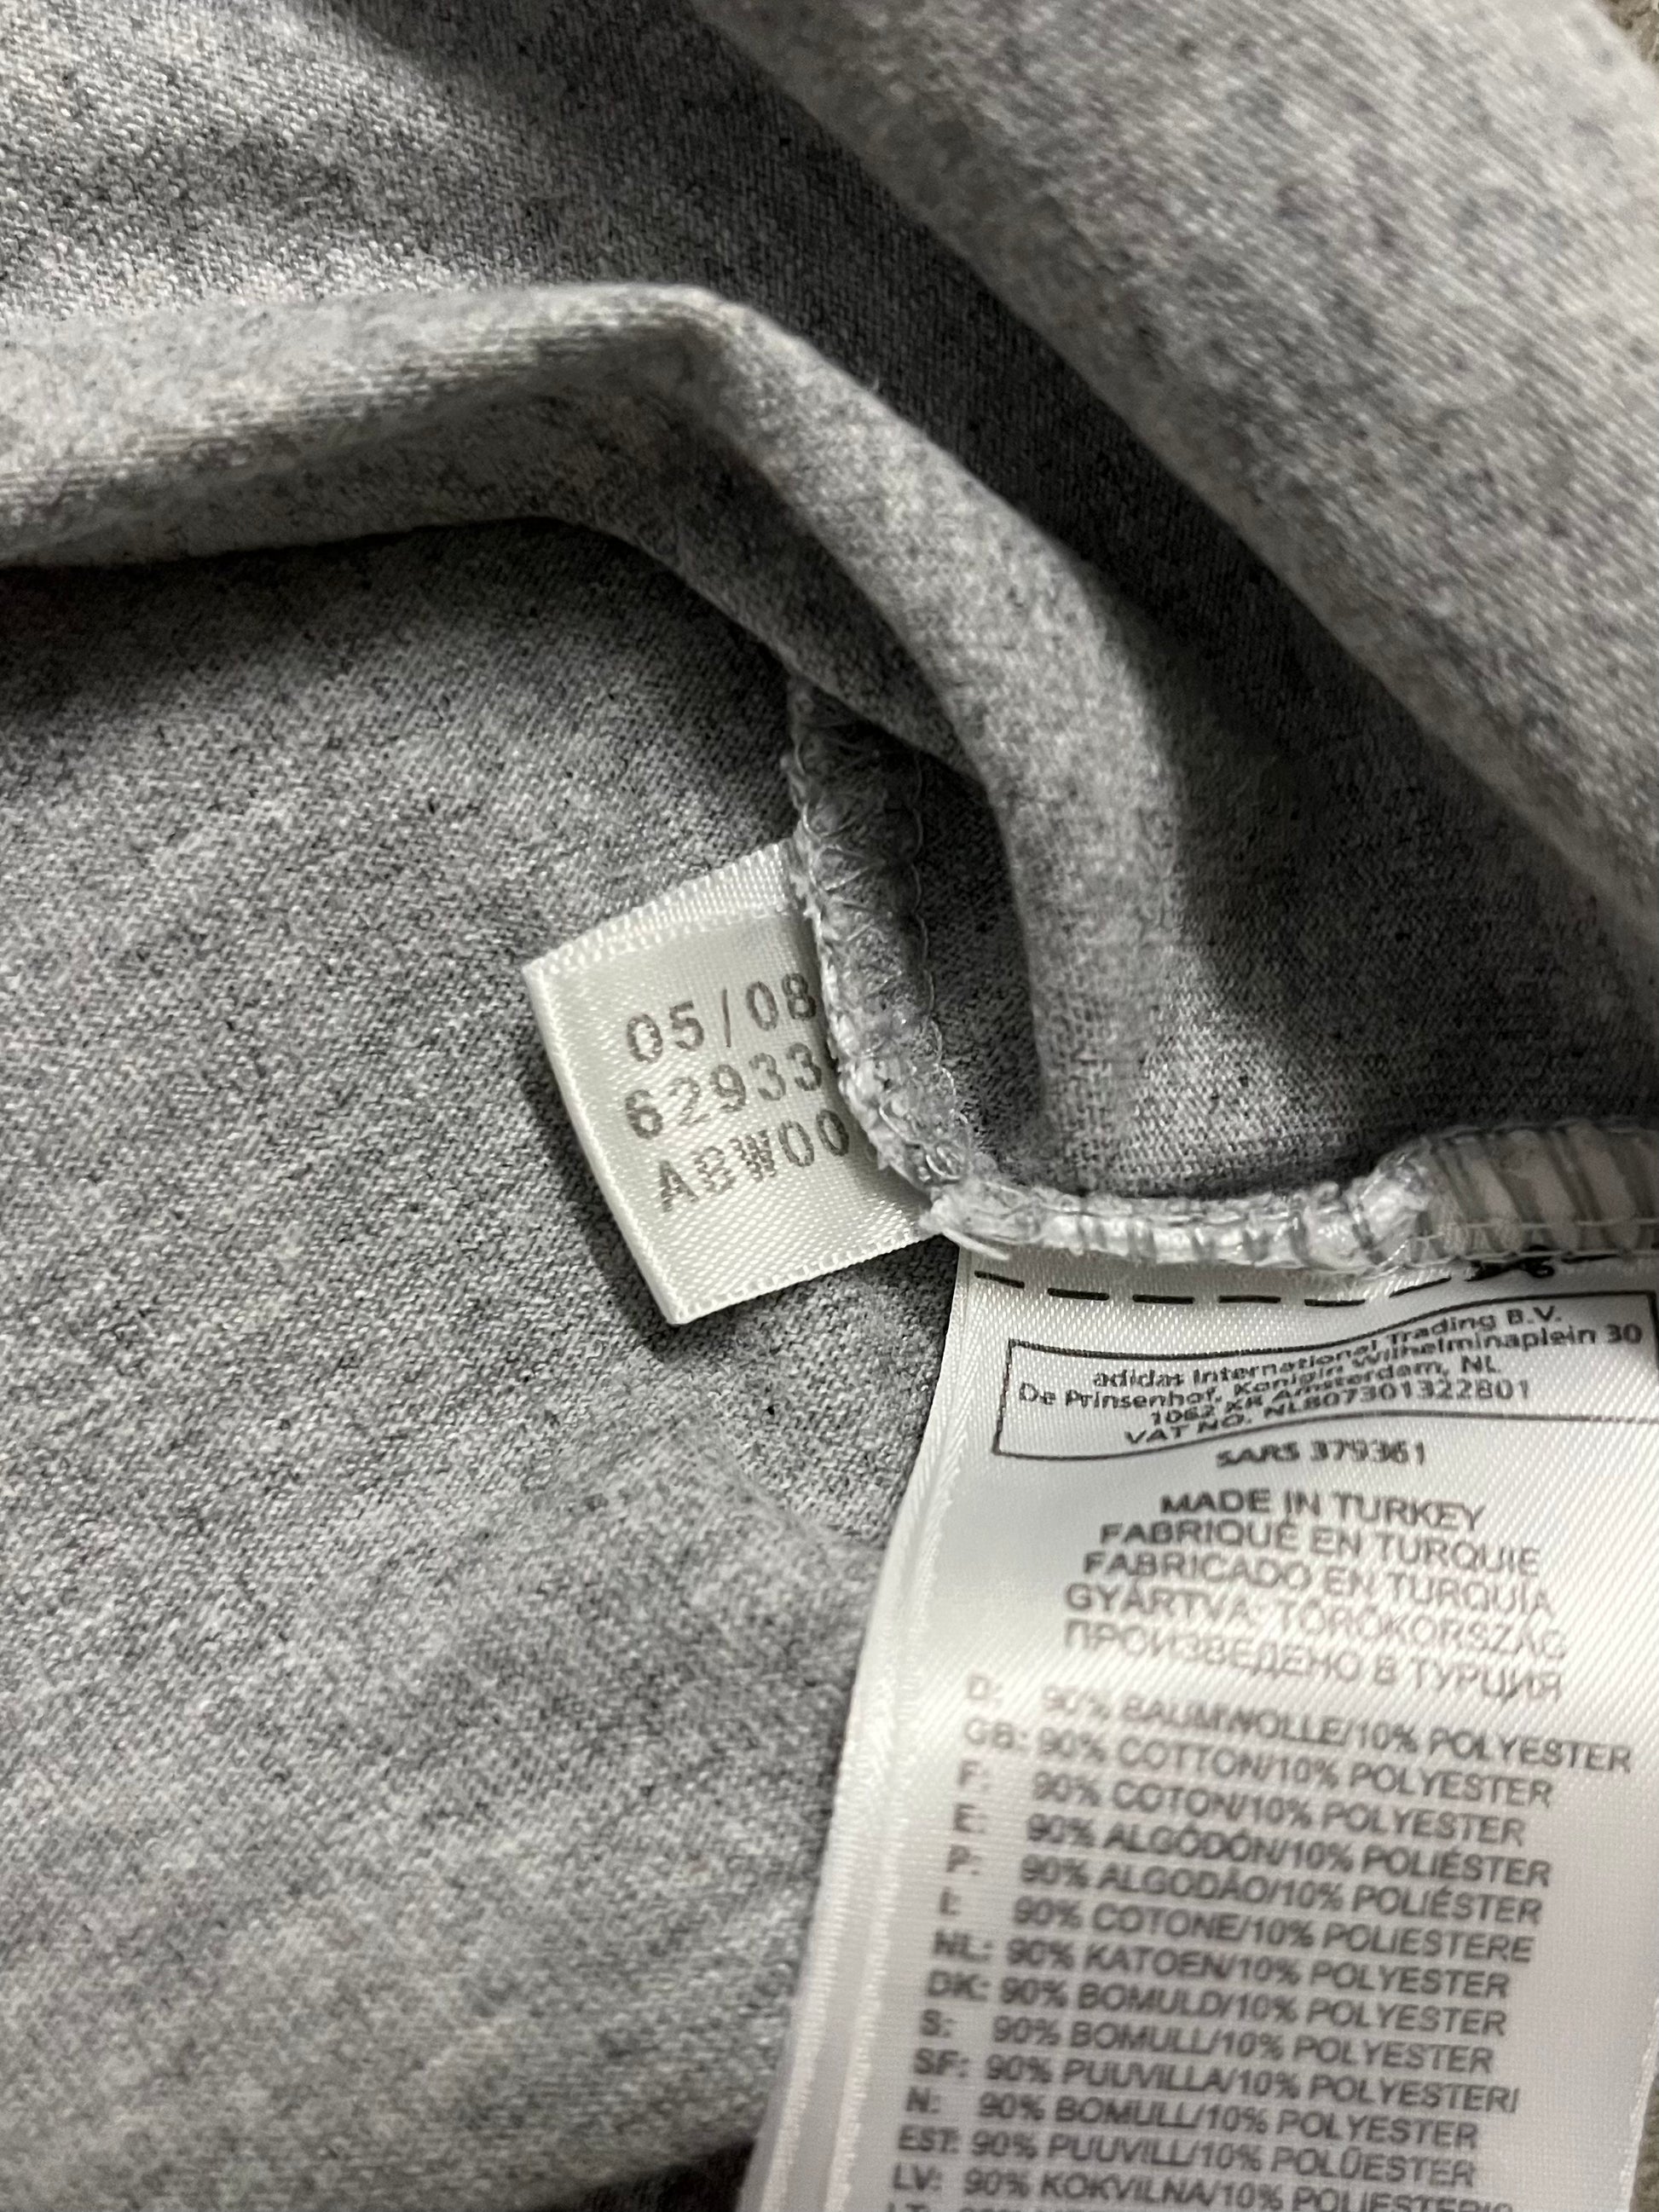 05/08
62933
ABW00
adidas International Trading B.V.
De Prinsenhof, Koningin Wilhelminaplein 30
1062 KR Amsterdam, NL
VAT NO. NL807301322B01
SARS 379361
MADE IN TURKEY
FABRIQUÉ EN TURQUIE
FABRICADO EN TURQUÍA
GYÁRTVA: TÖRÖKORSZÁG
ПРОИЗВЕДЕНО В ТУРЦИЯ
D: 90% BAUMWOLLE/10% POLYESTER
GB: 90% COTTON/10% POLYESTER
F: 90% COTON/10% POLYESTER
E: 90% ALGODÓN/10% POLIÉSTER
P: 90% ALGODÃO/10% POLIÉSTER
I: 90% COTONE/10% POLIESTERE
NL: 90% KATOEN/10% POLYESTER
DK: 90% BOMULD/10% POLYESTER
S: 90% BOMULL/10% POLYESTER
SF: 90% PUUVILLA/10% POLYESTERI
N: 90% BOMULL/10% POLYESTER
EST: 90% PUUVILL/10% POLÜESTER
LV: 90% KOKVILNA/10%